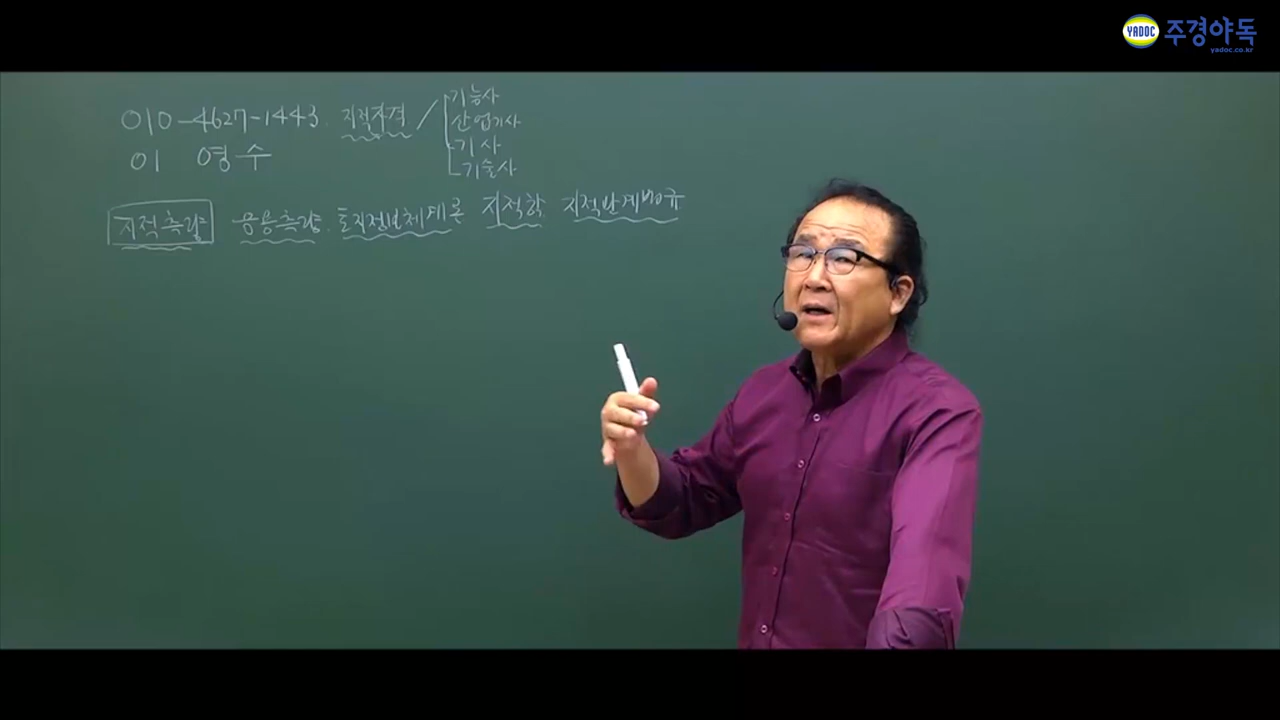 YADOC 주경야독
yadoc.co.kr
010-4627-1443. 지적자격 / 기능사
산업기사
기사
기술사
이 영수
지적측량 응용측량. 토지정보체계론 지적학 지적관계법규